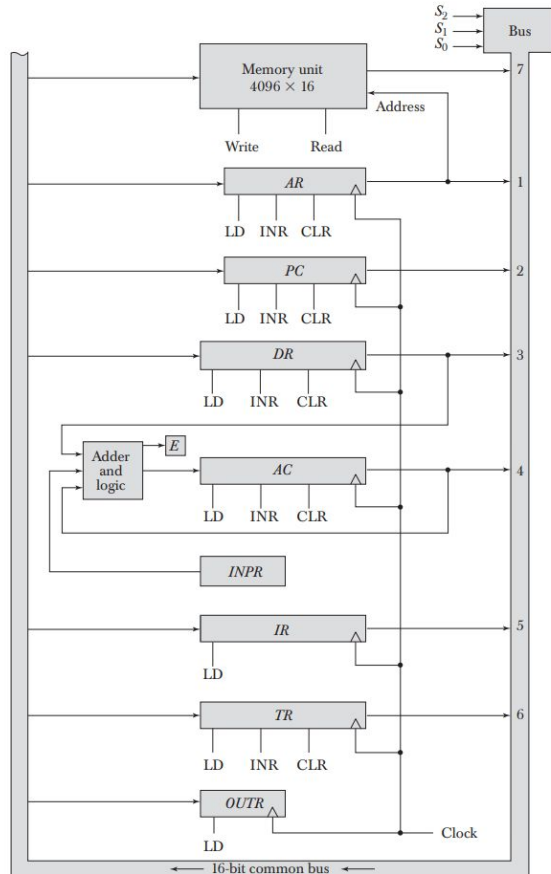 S2
S1
S0
Bus
Memory unit
4096 × 16
7
Address
Write Read
AR
1
LD INR CLR
PC
2
LD INR CLR
DR
3
LD INR CLR
E
Adder
and
logic
AC
4
LD INR CLR
INPR
IR
5
LD
TR
6
LD INR CLR
OUTR
LD
Clock
16-bit common bus